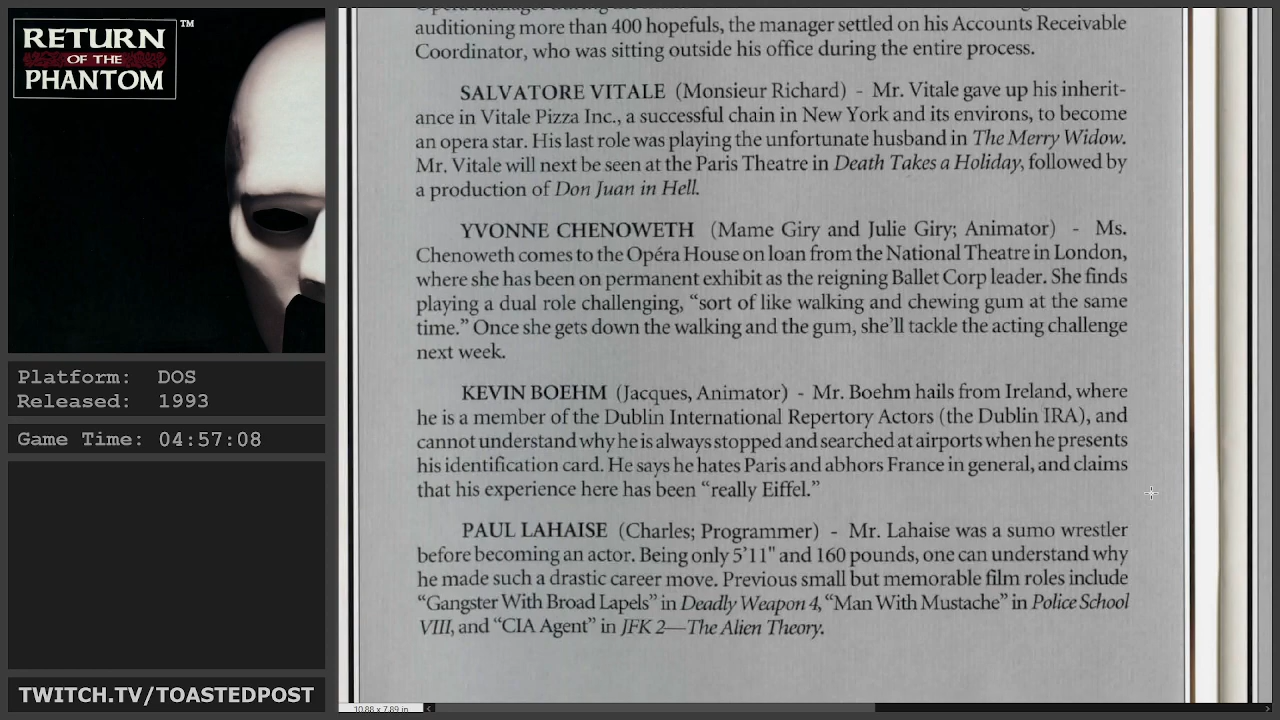 RETURN
OF THE
PHANTOM
TM
Platform: DOS
Released: 1993
Game Time: 04:57:08
TWITCH.TV/TOASTEDPOST
auditioning more than 400 hopefuls, the manager settled on his Accounts Receivable
Coordinator, who was sitting outside his office during the entire process.
SALVATORE VITALE (Monsieur Richard) - Mr. Vitale gave up his inherit-
ance in Vitale Pizza Inc., a successful chain in New York and its environs, to become
an opera star. His last role was playing the unfortunate husband in The Merry Widow.
Mr. Vitale will next be seen at the Paris Theatre in Death Takes a Holiday, followed by
a production of Don Juan in Hell.
YVONNE CHENOWETH (Mame Giry and Julie Giry; Animator) - Ms.
Chenoweth comes to the Opéra House on loan from the National Theatre in London,
where she has been on permanent exhibit as the reigning Ballet Corp leader. She finds
playing a dual role challenging, “sort of like walking and chewing gum at the same
time.” Once she gets down the walking and the gum, she’ll tackle the acting challenge
next week.
KEVIN BOEHM (Jacques, Animator) - Mr. Boehm hails from Ireland, where
he is a member of the Dublin International Repertory Actors (the Dublin IRA), and
cannot understand why he is always stopped and searched at airports when he presents
his identification card. He says he hates Paris and abhors France in general, and claims
that his experience here has been “really Eiffel.”
PAUL LAHAISE (Charles; Programmer) - Mr. Lahaise was a sumo wrestler
before becoming an actor. Being only 5’11" and 160 pounds, one can understand why
he made such a drastic career move. Previous small but memorable film roles include
“Gangster With Broad Lapels” in Deadly Weapon 4, “Man With Mustache” in Police School
VIII, and “CIA Agent” in JFK 2—The Alien Theory.
10.88 x 7.89 in